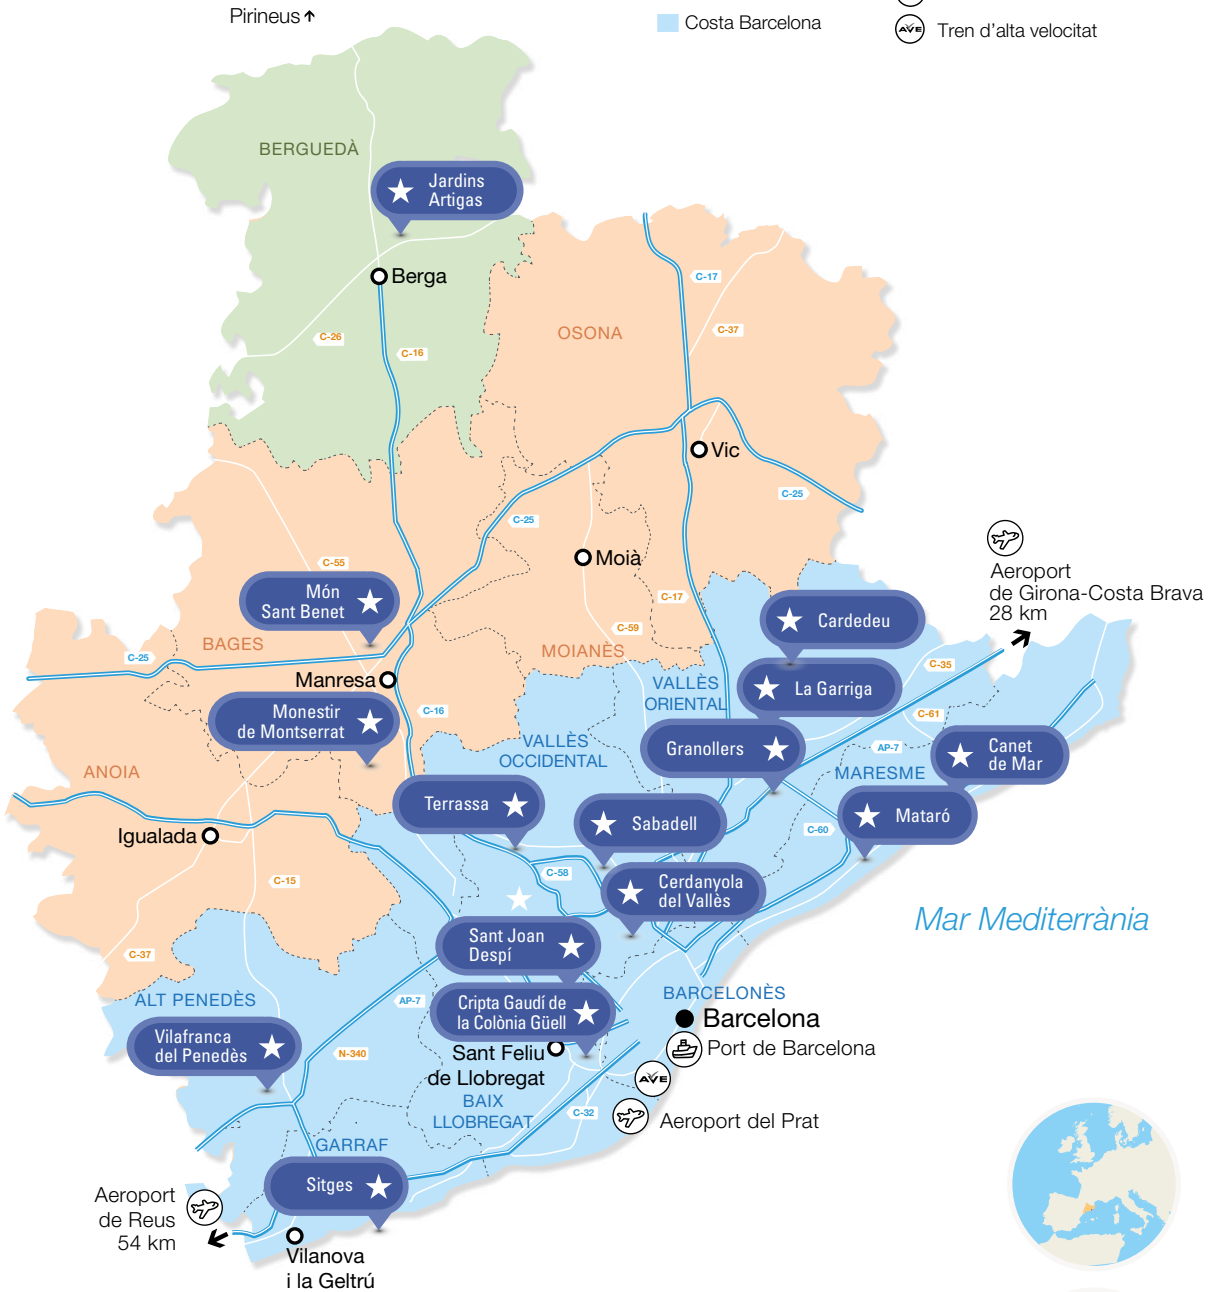 Pirineus
Costa Barcelona
AVE Tren d'alta velocitat
BERGUEDÀ
Jardins
Artigas
Berga
C-17
C-26
C-16
OSONA
C-37
Vic
C-25
C-25
Moià
C-55
Món
Sant Benet
C-17
C-59
Aeroport
de Girona-Costa Brava
28 km
Cardedeu
BAGES
C-25
MOIANÈS
C-35
Manresa
VALLÈS
ORIENTAL
La Garriga
C-16
C-61
Monestir
de Montserrat
VALLÈS
OCCIDENTAL
Granollers
AP-7
Canet
de Mar
ANOIA
MARESME
Terrassa
Sabadell
Mataró
Igualada
C-60
C-15
C-58
Cerdanyola
del Vallès
Mar Mediterrània
Sant Joan
Despí
C-37
ALT PENEDÈS
AP-7
BARCELONÈS
Cripta Gaudí de
la Colònia Güell
Barcelona
Vilafranca
del Penedès
N-340
Sant Feliu
de Llobregat
Port de Barcelona
AVE
BAIX
LLOBREGAT
C-32
Aeroport del Prat
GARRAF
Sitges
Aeroport
de Reus
54 km
Vilanova
i la Geltrú